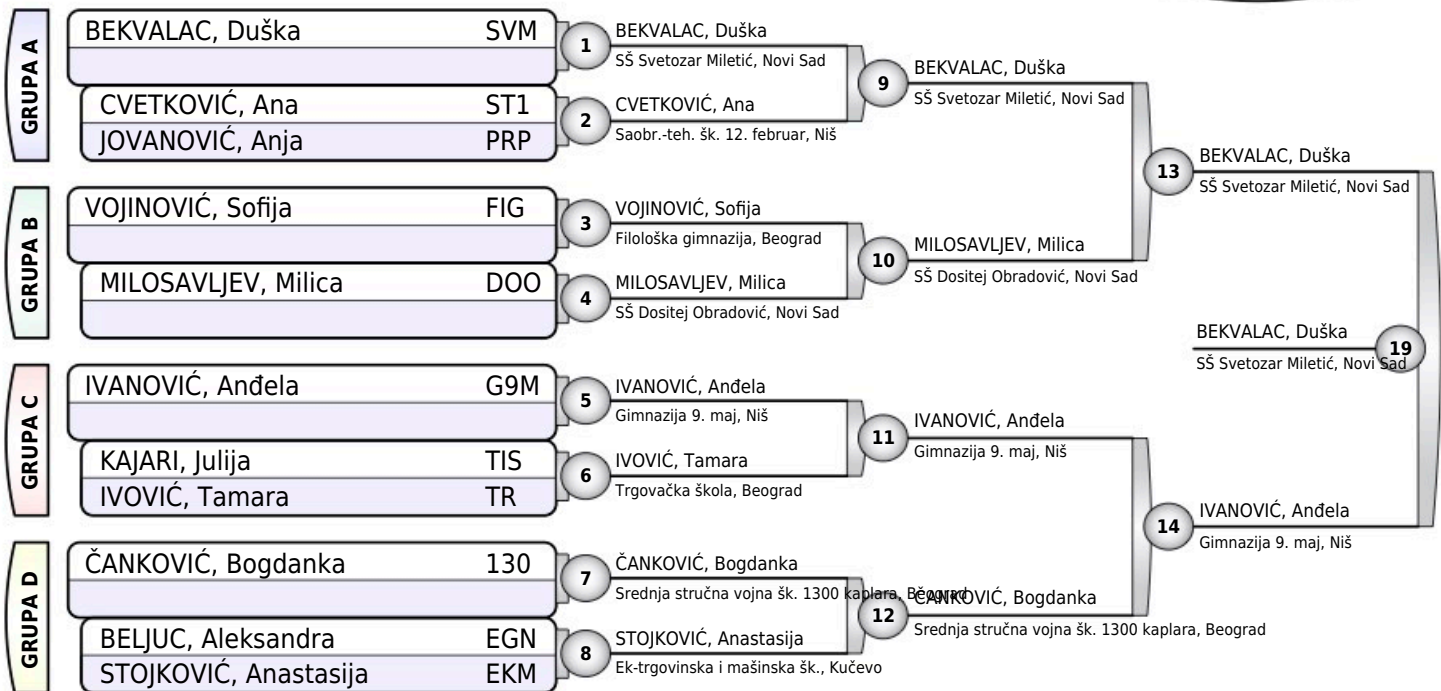 GRUPA A
BEKVALAC, Duška SVM
CVETKOVIĆ, Ana ST1
JOVANOVIĆ, Anja PRP
GRUPA B
VOJINOVIĆ, Sofija FIG
MILOSAVLJEV, Milica DOO
GRUPA C
IVANOVIĆ, Anđela G9M
KAJARI, Julija TIS
IVOVIĆ, Tamara TR
GRUPA D
ČANKOVIĆ, Bogdanka 130
BELJUC, Aleksandra EGN
STOJKOVIĆ, Anastasija EKM
1
BEKVALAC, Duška
SŠ Svetozar Miletić, Novi Sad
2
CVETKOVIĆ, Ana
Saobr.-teh. šk. 12. februar, Niš
3
VOJINOVIĆ, Sofija
Filološka gimnazija, Beograd
4
MILOSAVLJEV, Milica
SŠ Dositej Obradović, Novi Sad
5
IVANOVIĆ, Anđela
Gimnazija 9. maj, Niš
6
IVOVIĆ, Tamara
Trgovačka škola, Beograd
7
ČANKOVIĆ, Bogdanka
Srednja stručna vojna šk. 1300 kaplara, Beograd
8
STOJKOVIĆ, Anastasija
Ek-trgovinska i mašinska šk., Kučevo
9
BEKVALAC, Duška
SŠ Svetozar Miletić, Novi Sad
10
MILOSAVLJEV, Milica
SŠ Dositej Obradović, Novi Sad
11
IVANOVIĆ, Anđela
Gimnazija 9. maj, Niš
12
ČANKOVIĆ, Bogdanka
Srednja stručna vojna šk. 1300 kaplara, Beograd
13
BEKVALAC, Duška
SŠ Svetozar Miletić, Novi Sad
14
IVANOVIĆ, Anđela
Gimnazija 9. maj, Niš
BEKVALAC, Duška
19
SŠ Svetozar Miletić, Novi Sad